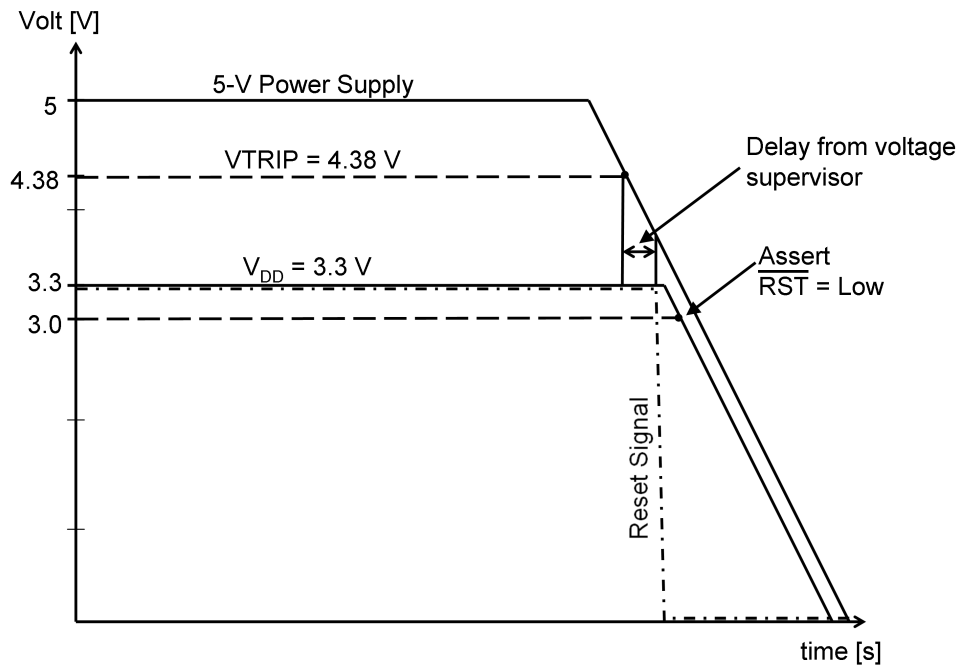 Volt [V]
5-V Power Supply
5
VTRIP = 4.38 V
4.38
Delay from voltage
supervisor
V_DD = 3.3 V
3.3
Assert
R̅S̅T̅ = Low
3.0
Reset Signal
time [s]